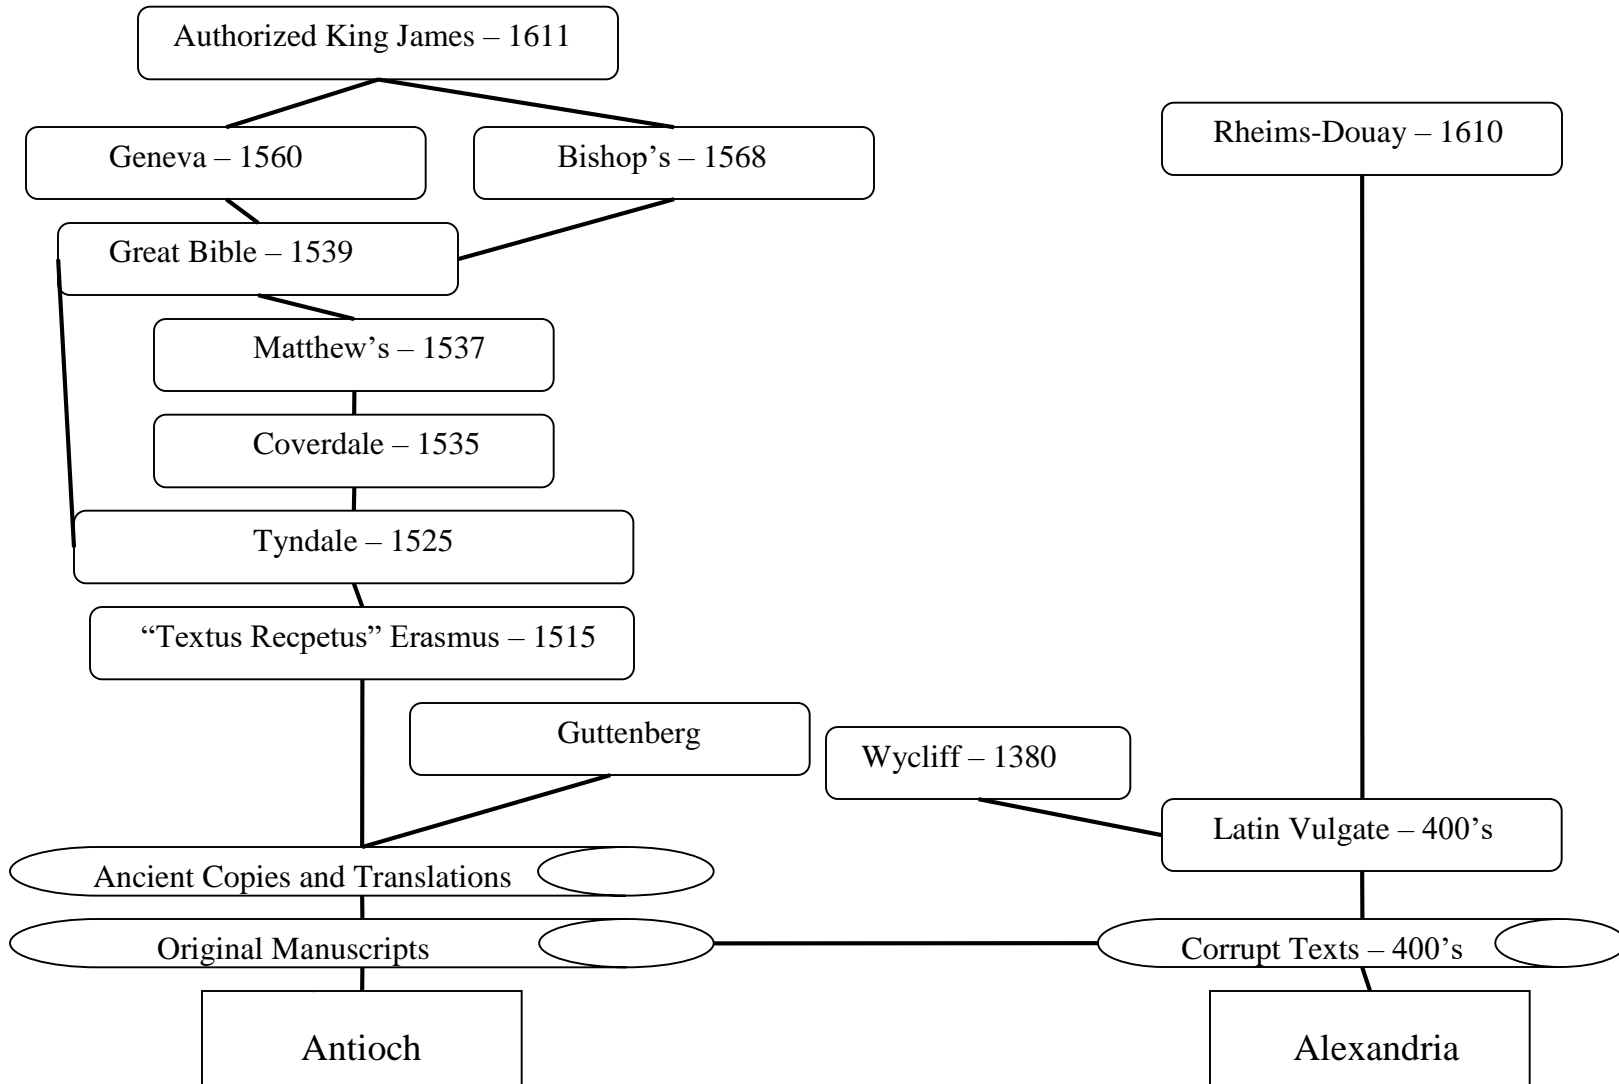 Authorized King James – 1611
Geneva – 1560
Bishop’s – 1568
Rheims-Douay – 1610
Great Bible – 1539
Matthew’s – 1537
Coverdale – 1535
Tyndale – 1525
“Textus Recpetus” Erasmus – 1515
Guttenberg
Wycliff – 1380
Latin Vulgate – 400’s
Ancient Copies and Translations
Original Manuscripts
Corrupt Texts – 400’s
Antioch
Alexandria